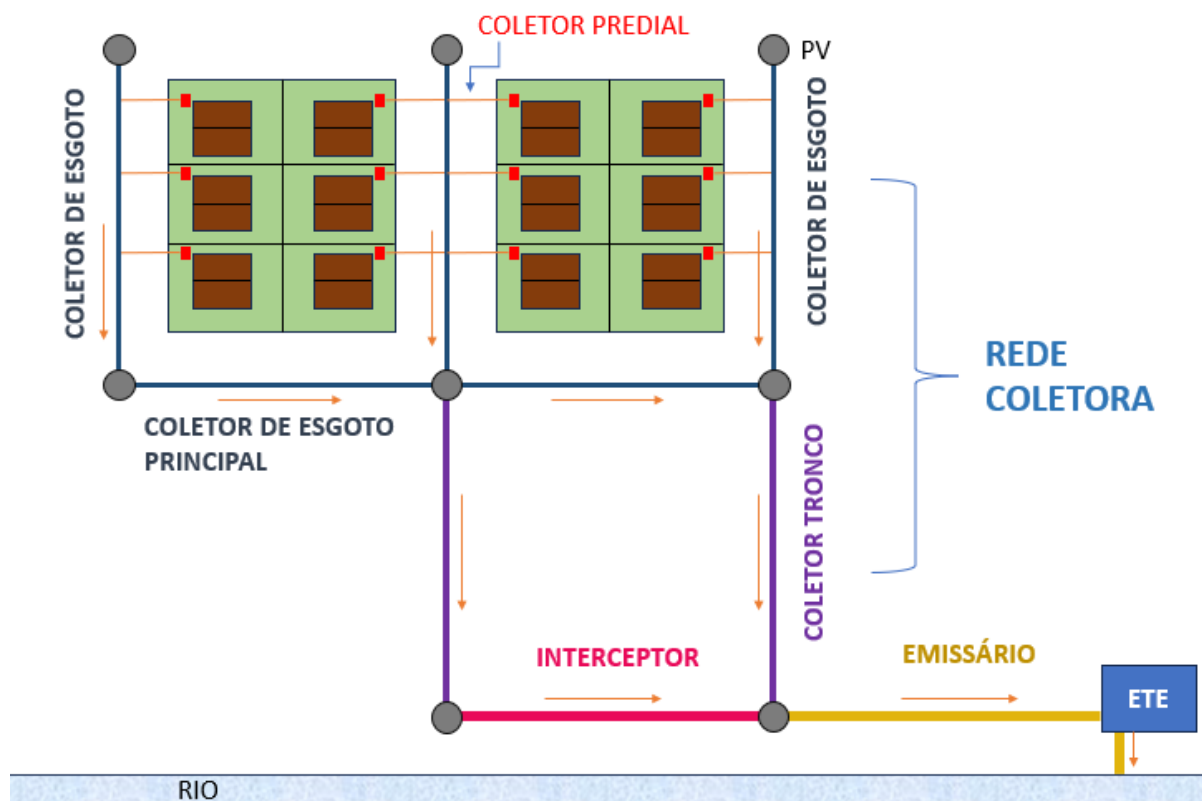 COLETOR PREDIAL
PV
COLETOR DE ESGOTO
COLETOR DE ESGOTO
REDE
COLETORA
COLETOR DE ESGOTO
PRINCIPAL
COLETOR TRONCO
INTERCEPTOR
EMISSÁRIO
ETE
RIO